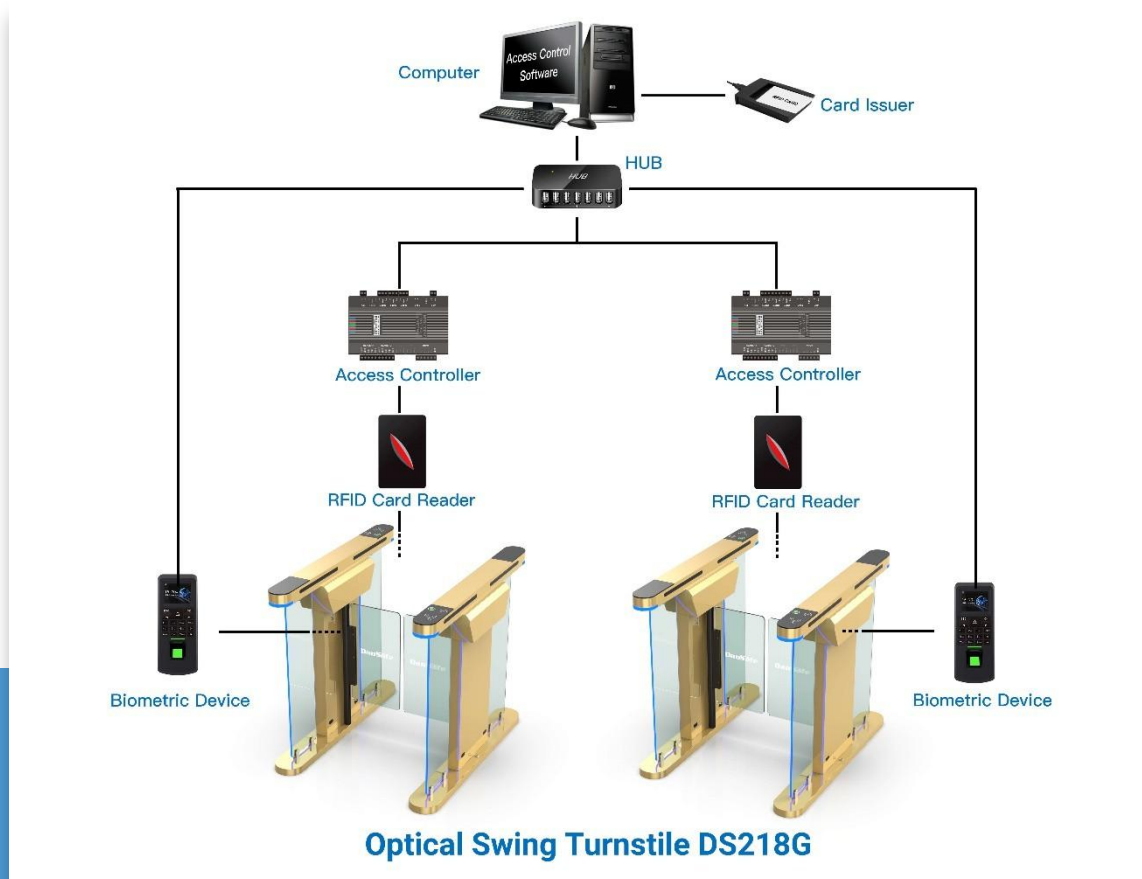 Access Control
Software
Computer
Card Issuer
HUB
HUB
Access Controller
Access Controller
RFID Card Reader
RFID Card Reader
Biometric Device
Biometric Device
Optical Swing Turnstile DS218G